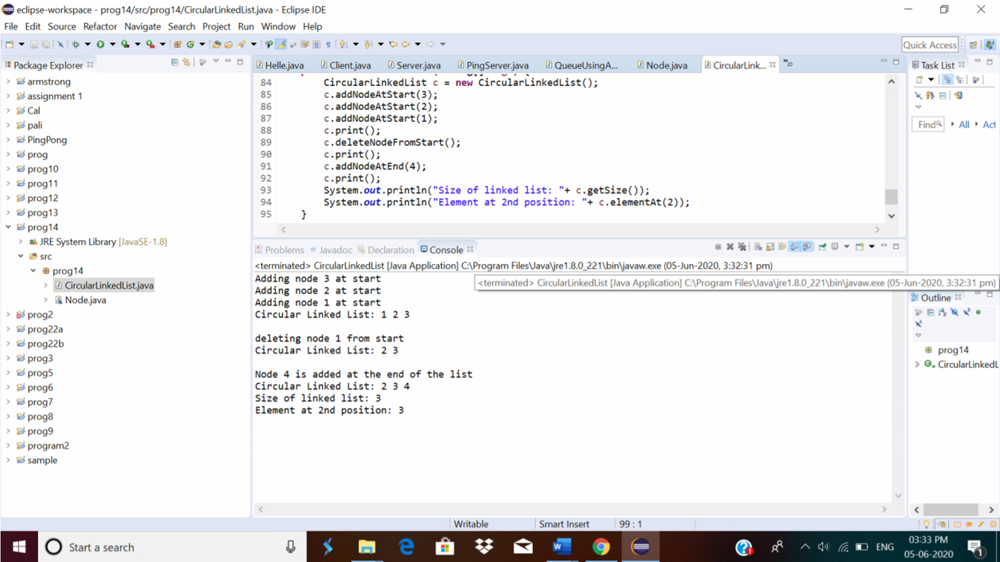 eclipse-workspace - prog14/src/prog14/CircularLinkedList.java - Eclipse IDE
File Edit Source Refactor Navigate Search Project Run Window Help
Quick Access
Package Explorer
armstrong
assignment 1
Cal
pali
PingPong
prog
prog10
prog11
prog12
prog13
prog14
JRE System Library [JavaSE-1.8]
src
prog14
CircularLinkedList.java
Node.java
prog2
prog22a
prog22b
prog3
prog5
prog6
prog7
prog8
prog9
program2
sample
Helle.java Client.java Server.java PingServer.java QueueUsingA... Node.java CircularLink... »20
84 CircularLinkedList c = new CircularLinkedList();
85 c.addNodeAtStart(3);
86 c.addNodeAtStart(2);
87 c.addNodeAtStart(1);
88 c.print();
89 c.deleteNodeFromStart();
90 c.print();
91 c.addNodeAtEnd(4);
92 c.print();
93 System.out.println("Size of linked list: "+ c.getSize());
94 System.out.println("Element at 2nd position: "+ c.elementAt(2));
95 }
Problems Javadoc Declaration Console
<terminated> CircularLinkedList [Java Application] C:\Program Files\Java\jre1.8.0_221\bin\javaw.exe (05-Jun-2020, 3:32:31 pm)
<terminated> CircularLinkedList [Java Application] C:\Program Files\Java\jre1.8.0_221\bin\javaw.exe (05-Jun-2020, 3:32:31 pm)
Adding node 3 at start
Adding node 2 at start
Adding node 1 at start
Circular Linked List: 1 2 3
deleting node 1 from start
Circular Linked List: 2 3
Node 4 is added at the end of the list
Circular Linked List: 2 3 4
Size of linked list: 3
Element at 2nd position: 3
Task List
Find All Act
Outline
prog14
CircularLinkedL
Writable Smart Insert 99 : 1
Start a search
ENG
03:33 PM
05-06-2020
1